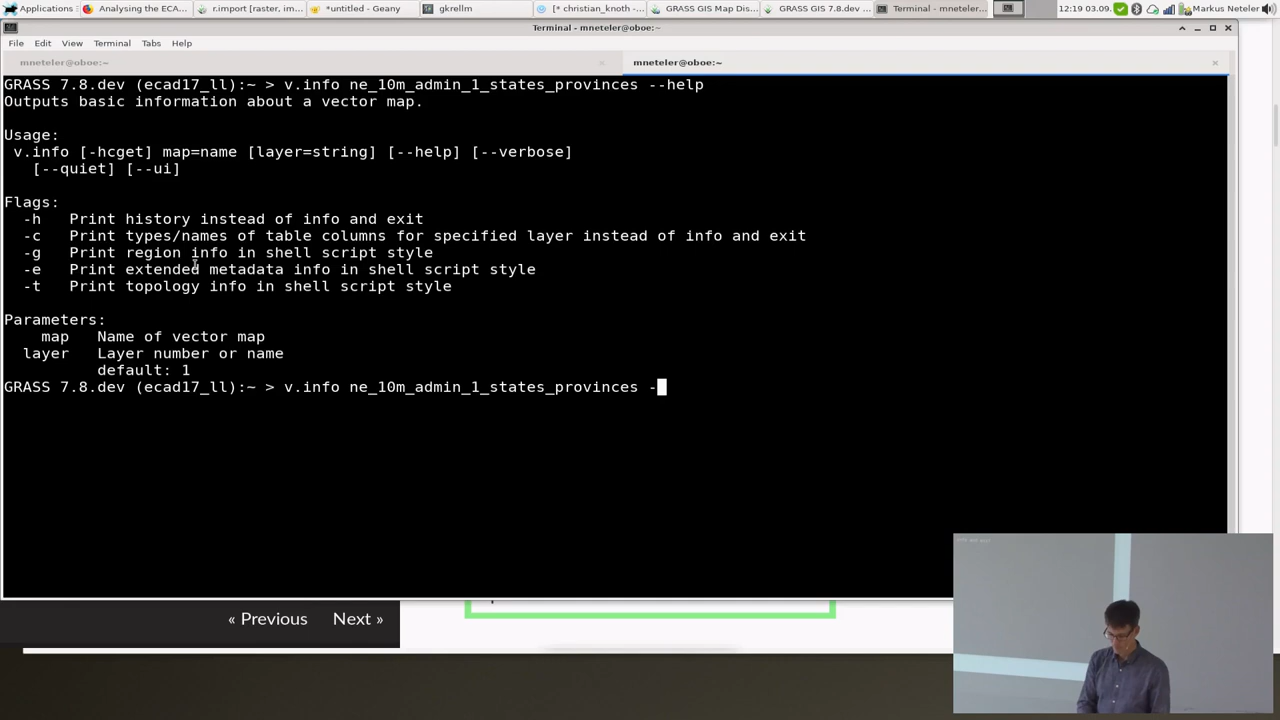 Applications
Analysing the ECA...
r.import [raster, im...
*untitled - Geany
gkrellm
[* christian_knoth -...
GRASS GIS Map Dis...
GRASS GIS 7.8.dev ...
Terminal - mneteler...
12:19 03.09.
Markus Neteler
Terminal - mneteler@oboe:~
File Edit View Terminal Tabs Help
mneteler@oboe:~
mneteler@oboe:~
GRASS 7.8.dev (ecad17_ll):~ > v.info ne_10m_admin_1_states_provinces --help
Outputs basic information about a vector map.
Usage:
v.info [-hcget] map=name [layer=string] [--help] [--verbose]
[--quiet] [--ui]
Flags:
-h Print history instead of info and exit
-c Print types/names of table columns for specified layer instead of info and exit
-g Print region info in shell script style
-e Print extended metadata info in shell script style
-t Print topology info in shell script style
Parameters:
map Name of vector map
layer Layer number or name
default: 1
GRASS 7.8.dev (ecad17_ll):~ > v.info ne_10m_admin_1_states_provinces -
« Previous Next »